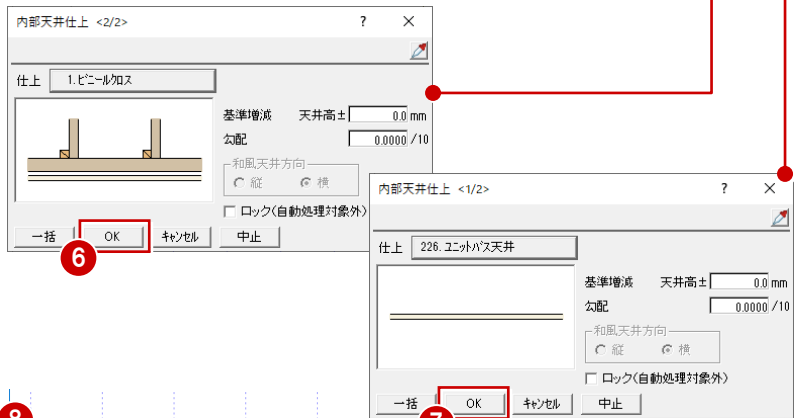 内部天井仕上 <2/2> ? ×
仕上 1.ビニールクロス
基準増減 天井高± 0.0 mm
勾配 0.0000 /10
和風天井方向
縦 横
ロック(自動処理対象外)
一括 OK キャンセル 中止
6
内部天井仕上 <1/2> ? ×
仕上 226.ユニットバス天井
基準増減 天井高± 0.0 mm
勾配 0.0000 /10
和風天井方向
縦 横
ロック(自動処理対象外)
一括 OK キャンセル 中止
7
8